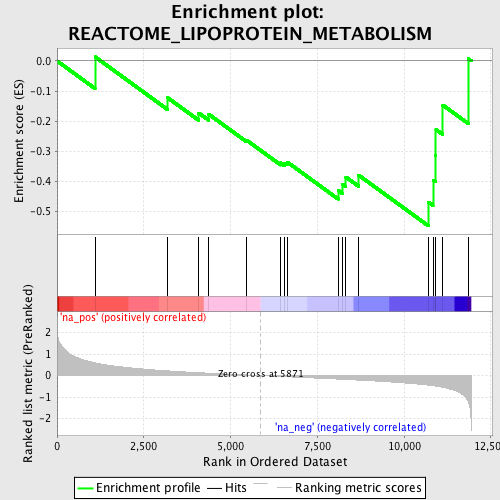 Enrichment plot:
REACTOME_LIPOPROTEIN_METABOLISM
Enrichment score (ES)
0.0
-0.1
-0.2
-0.3
-0.4
-0.5
'na_pos' (positively correlated)
Ranked list metric (PreRanked)
2
1
0
-1
-2
Zero cross at 5871
'na_neg' (negatively correlated)
0
2,500
5,000
7,500
10,000
12,500
Rank in Ordered Dataset
Enrichment profile
Hits
Ranking metric scores